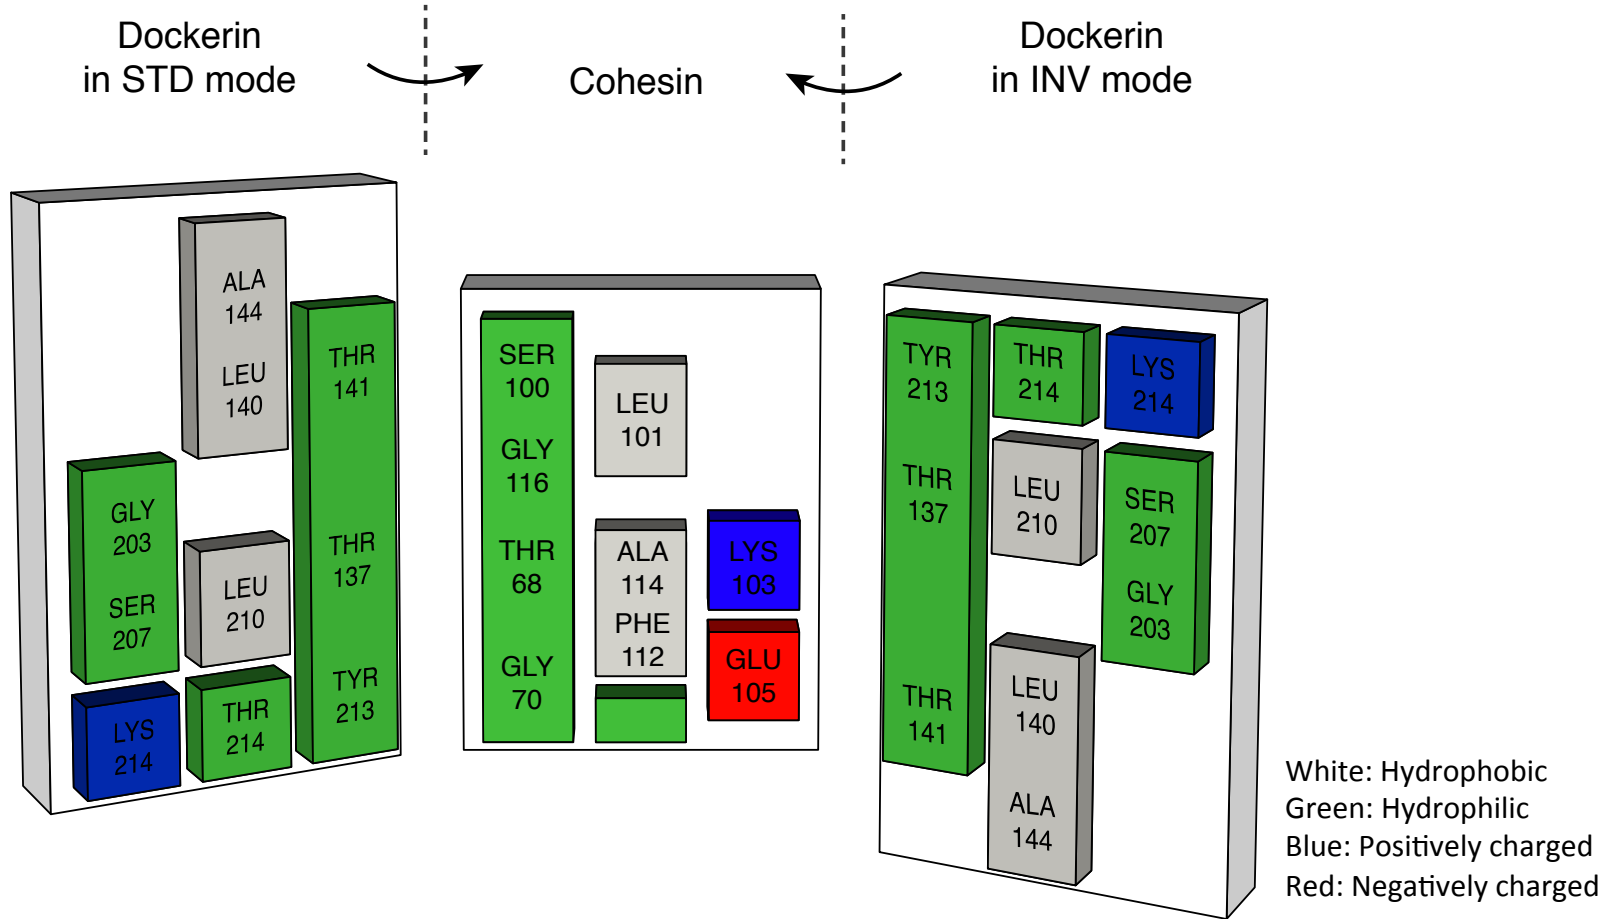 Dockerin
in STD mode
Cohesin
Dockerin
in INV mode
ALA
144
LEU
140
THR
141
GLY
203
SER
207
LEU
210
THR
137
TYR
213
LYS
214
THR
214
SER
100
GLY
116
THR
68
GLY
70
LEU
101
ALA
114
PHE
112
LYS
103
GLU
105
TYR
213
THR
137
THR
141
THR
214
LEU
210
LEU
140
ALA
144
LYS
214
SER
207
GLY
203
White: Hydrophobic
Green: Hydrophilic
Blue: Positively charged
Red: Negatively charged